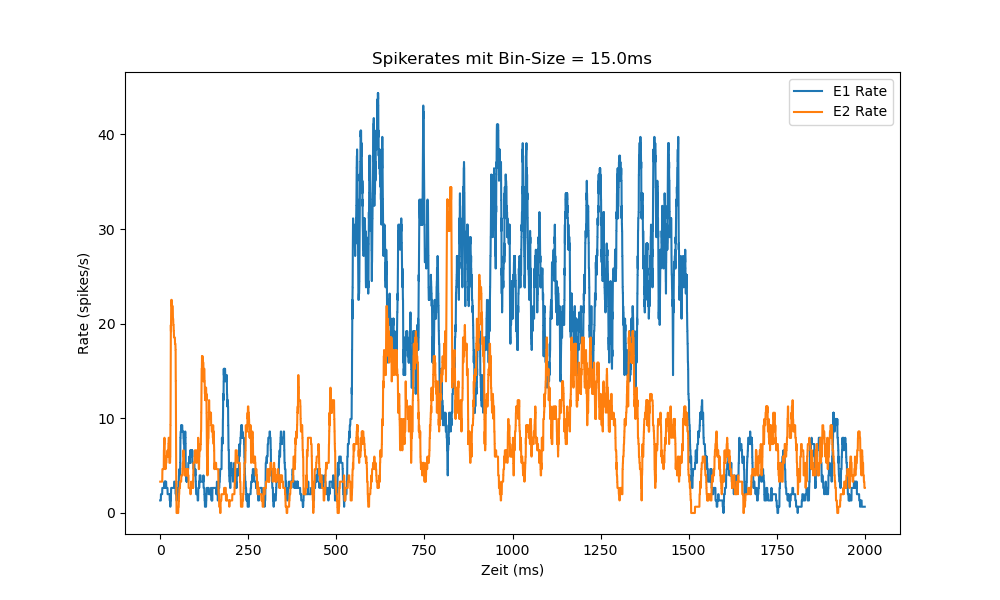 Spikerates mit Bin-Size = 15.0ms
E1 Rate
E2 Rate
40
30
20
10
0
Rate (spikes/s)
0 250 500 750 1000 1250 1500 1750 2000
Zeit (ms)